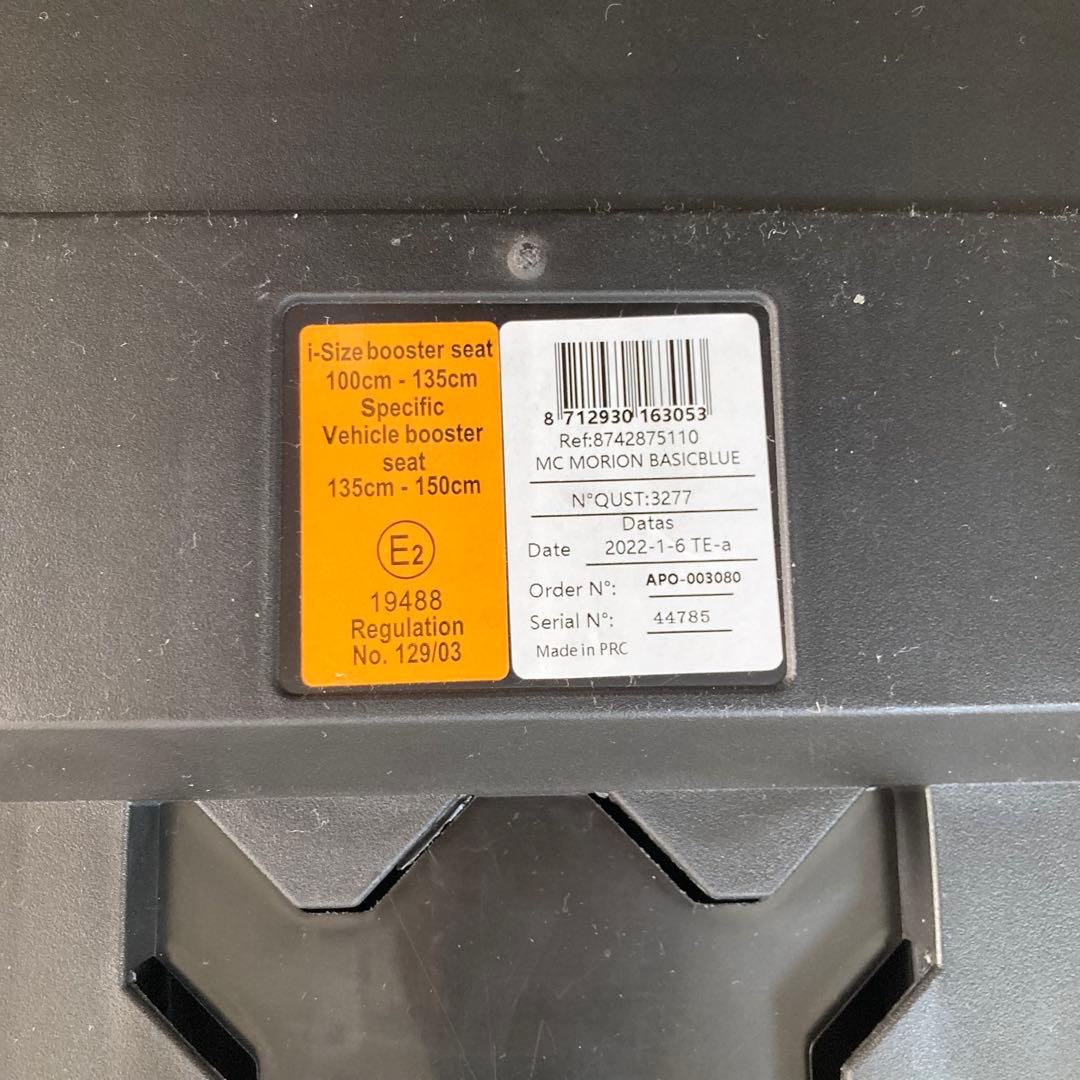 i-Size booster seat
100cm - 135cm
Specific
Vehicle booster
seat
135cm - 150cm
E2
19488
Regulation
No. 129/03
8 712930 163053
Ref:8742875110
MC MORION BASICBLUE
N°QUST:3277
Datas
Date 2022-1-6 TE-a
Order N°: APO-003080
Serial N°: 44785
Made in PRC